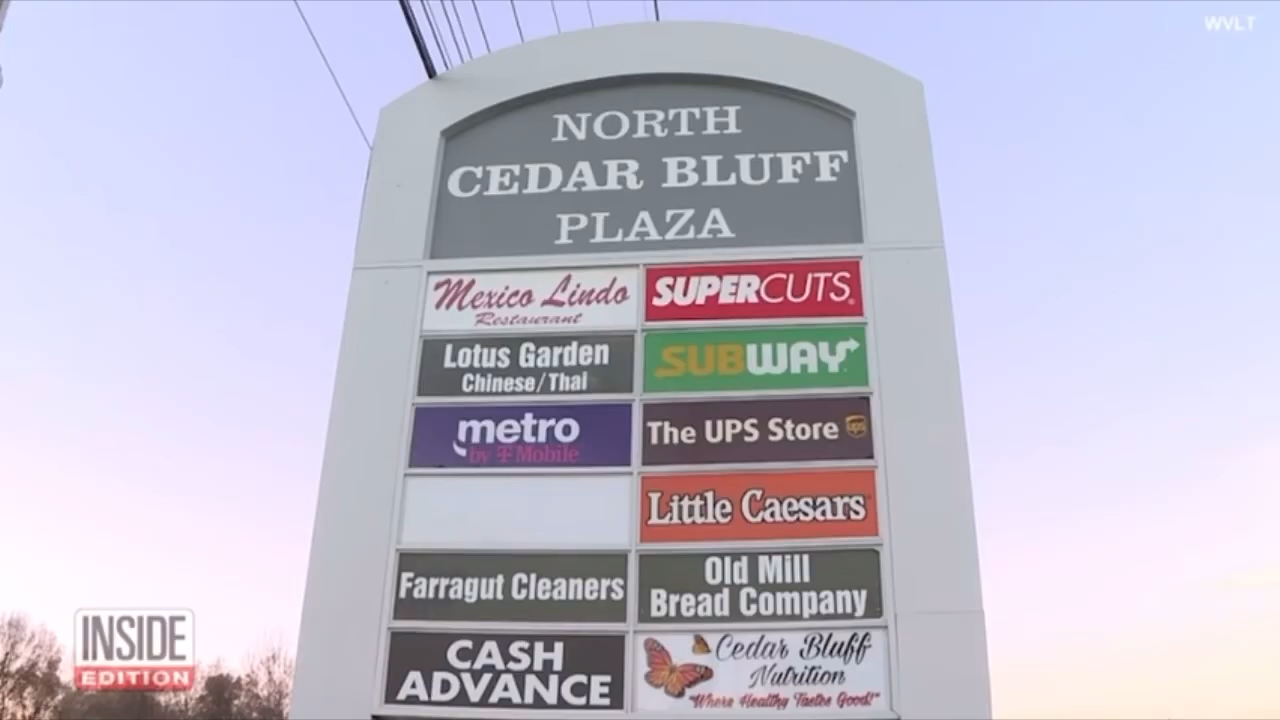 WVLT
NORTH
CEDAR BLUFF
PLAZA
Mexico Lindo
Restaurant
SUPERCUTS
Lotus Garden
Chinese/Thai
SUBWAY
metro
by T Mobile
The UPS Store
ups
Little Caesars
Farragut Cleaners
Old Mill
Bread Company
CASH
ADVANCE
Cedar Bluff
Nutrition
"Where Healthy Tastes Good!"
INSIDE
EDITION